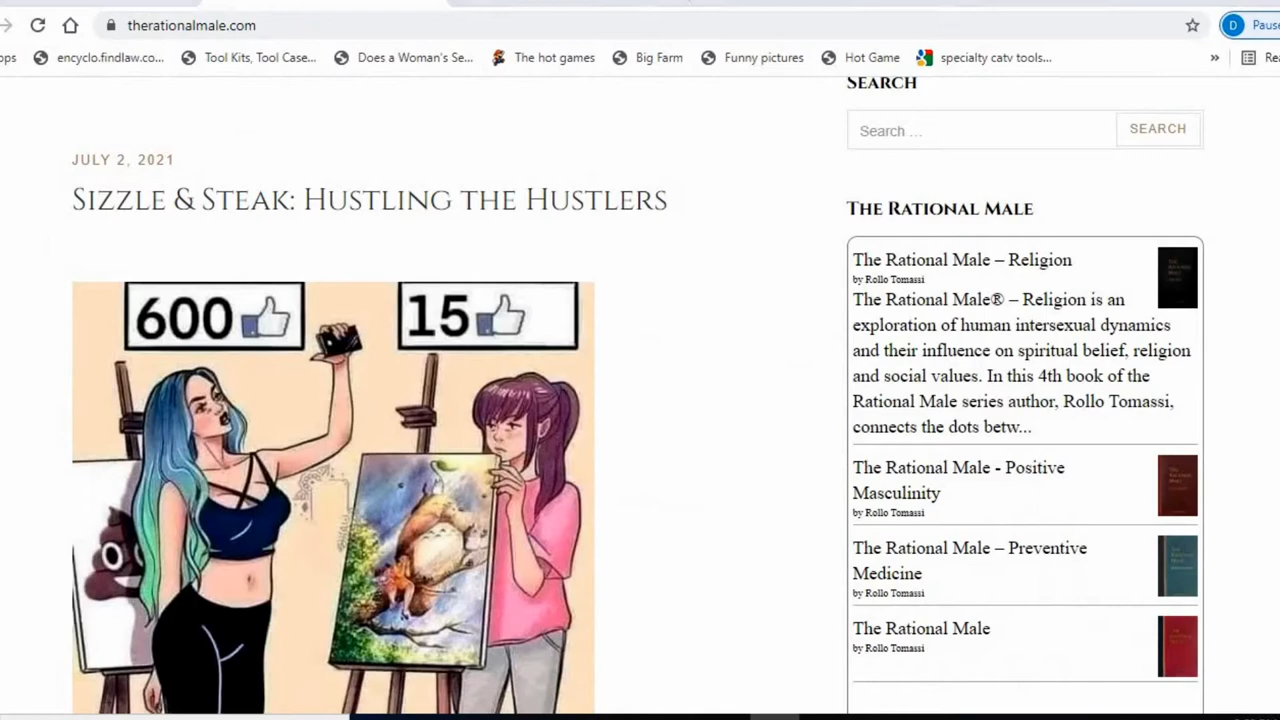 therationalmale.com
D Pause
ops encyclo.findlaw.co... Tool Kits, Tool Case... Does a Woman's Se... The hot games Big Farm Funny pictures Hot Game specialty catv tools... » Rea
SEARCH
Search ... SEARCH
JULY 2, 2021
SIZZLE & STEAK: HUSTLING THE HUSTLERS
600
15
THE RATIONAL MALE
The Rational Male – Religion
by Rollo Tomassi
The Rational Male® – Religion is an
exploration of human intersexual dynamics
and their influence on spiritual belief, religion
and social values. In this 4th book of the
Rational Male series author, Rollo Tomassi,
connects the dots betw...
The Rational Male - Positive
Masculinity
by Rollo Tomassi
The Rational Male – Preventive
Medicine
by Rollo Tomassi
The Rational Male
by Rollo Tomassi